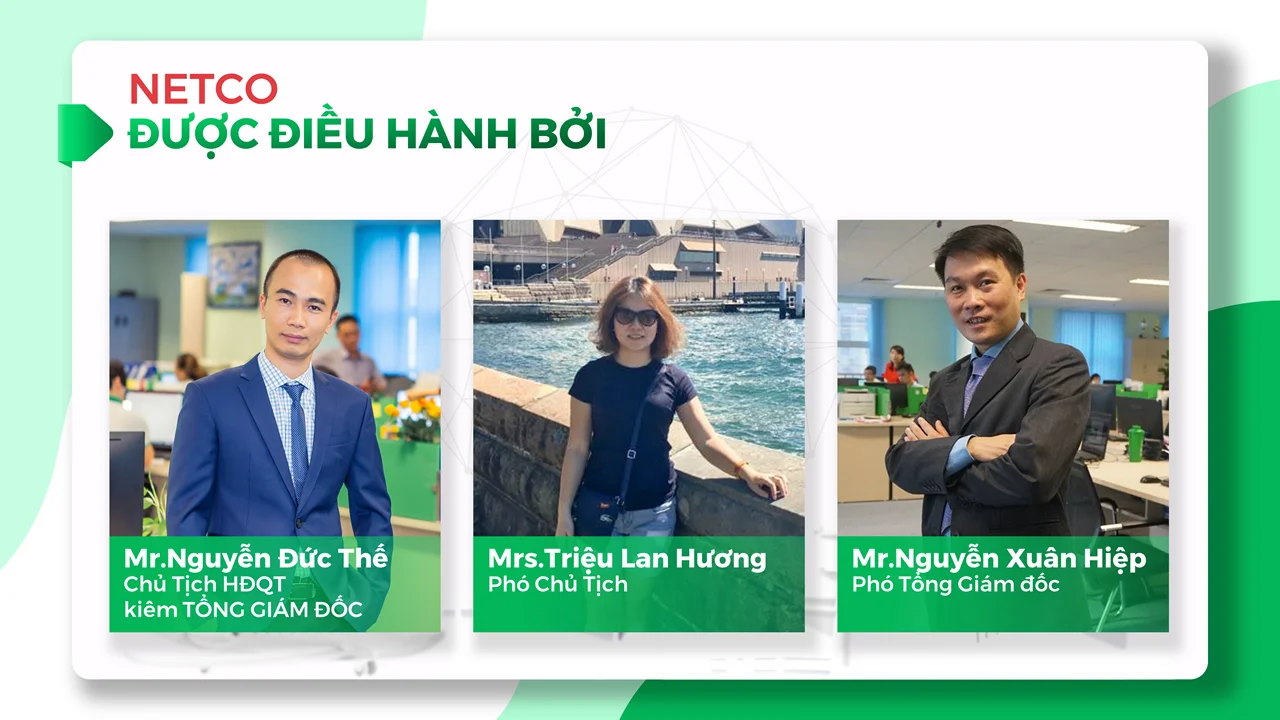 NETCO
ĐƯỢC ĐIỀU HÀNH BỞI
Mr.Nguyễn Đức Thế
Chủ Tịch HĐQT
kiêm TỔNG GIÁM ĐỐC
Mrs.Triệu Lan Hương
Phó Chủ Tịch
Mr.Nguyễn Xuân Hiệp
Phó Tổng Giám đốc